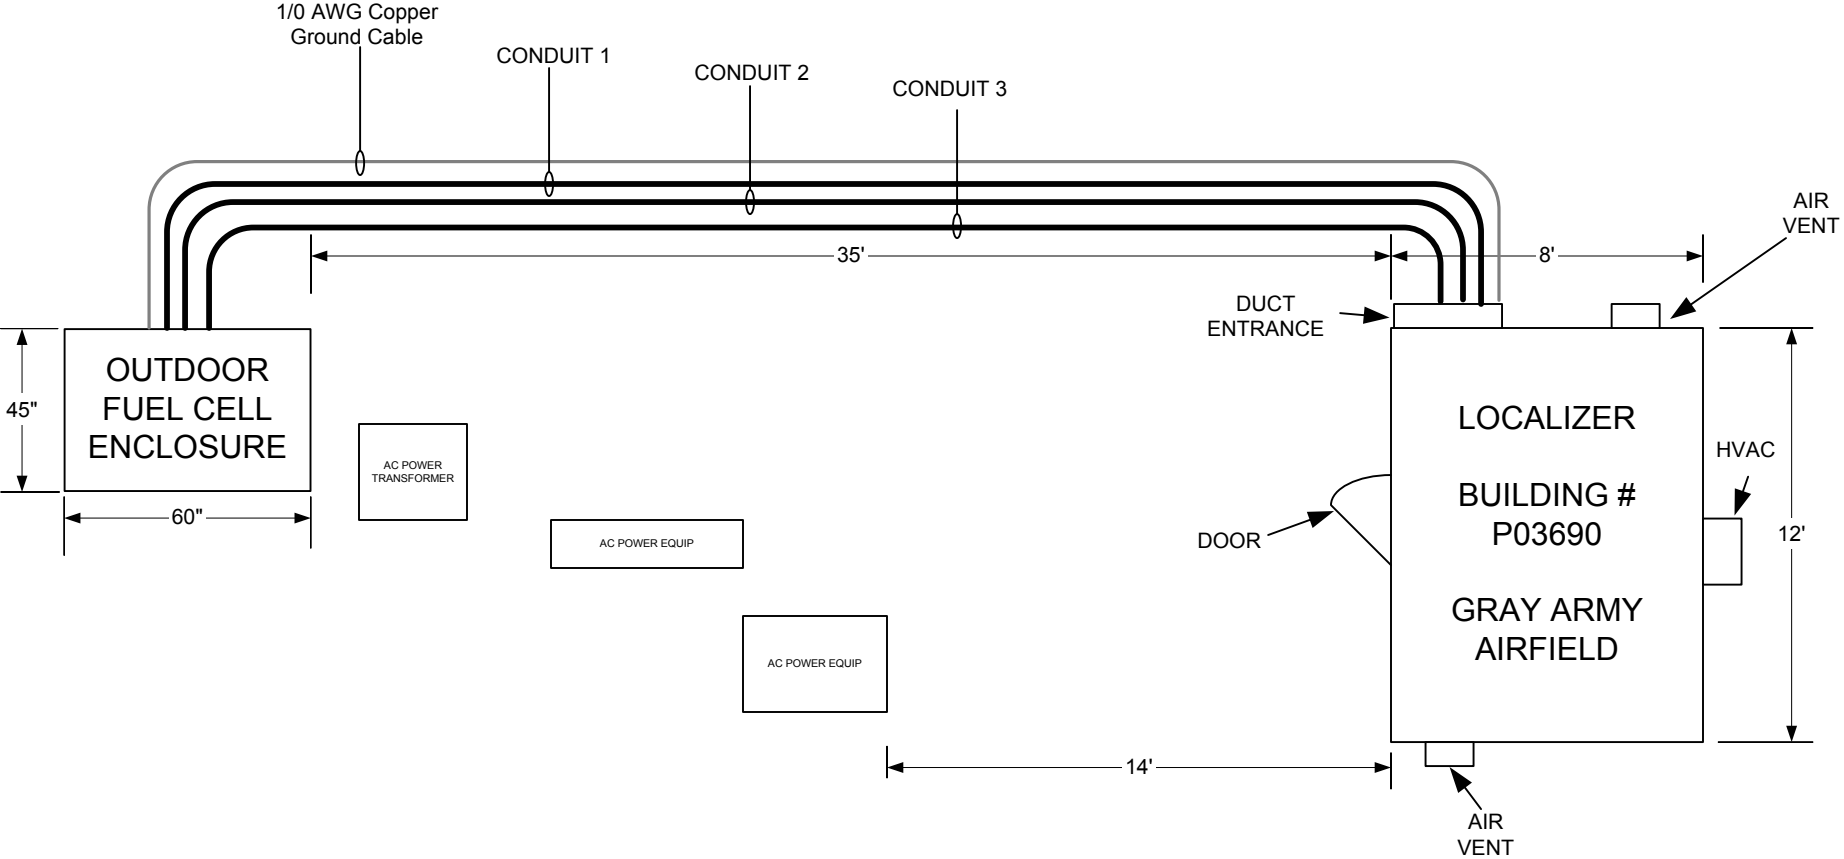 1/0 AWG Copper
Ground Cable
CONDUIT 1
CONDUIT 2
CONDUIT 3
AIR
VENT
35'
8'
DUCT
ENTRANCE
OUTDOOR
FUEL CELL
ENCLOSURE
45"
60"
AC POWER
TRANSFORMER
AC POWER EQUIP
AC POWER EQUIP
DOOR
LOCALIZER
BUILDING #
P03690
GRAY ARMY
AIRFIELD
HVAC
12'
14'
AIR
VENT